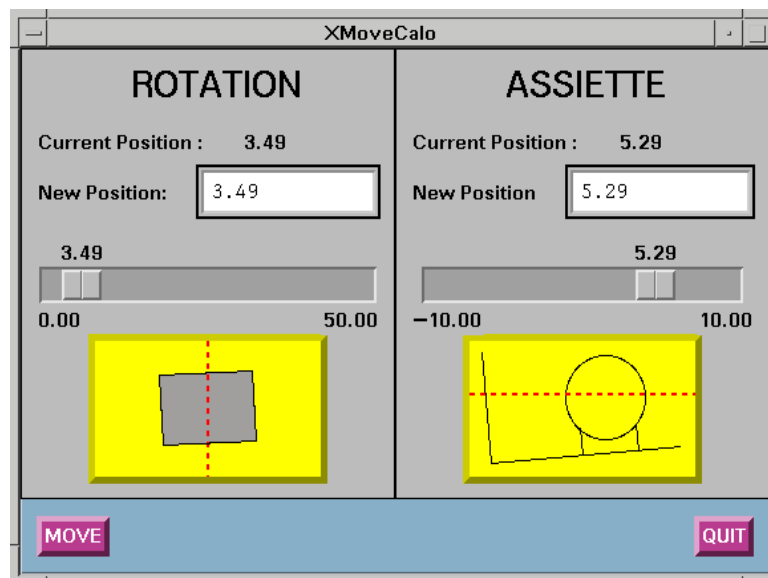 XMoveCalo
ROTATION
Current Position : 3.49
New Position: 3.49
3.49
0.00 50.00
ASSIETTE
Current Position : 5.29
New Position 5.29
5.29
−10.00 10.00
MOVE QUIT